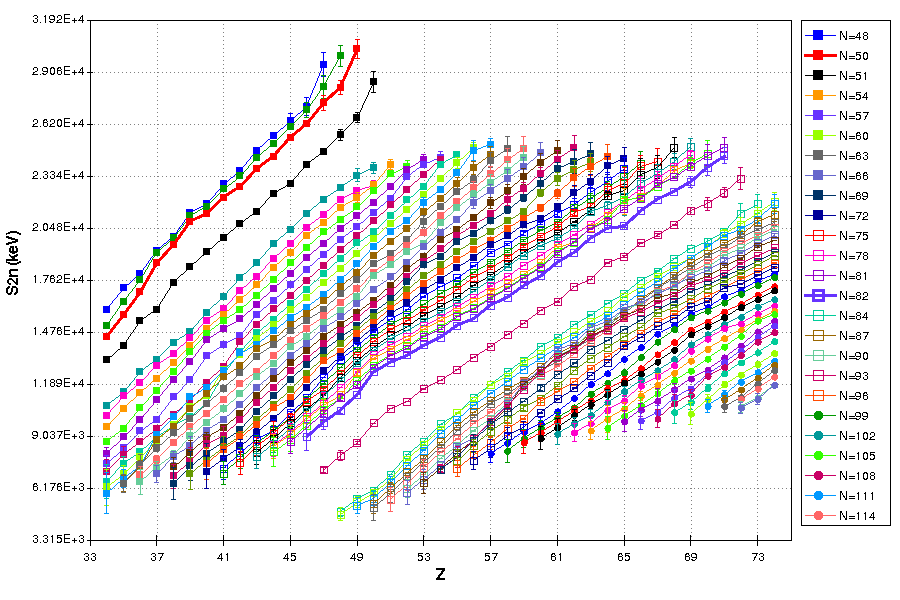 3.192E+4
2.906E+4
2.620E+4
2.334E+4
2.048E+4
1.762E+4
1.476E+4
1.189E+4
9.037E+3
6.176E+3
3.315E+3
S2n (keV)
33 37 41 45 49 53 57 61 65 69 73
Z
N=48
N=50
N=51
N=54
N=57
N=60
N=63
N=66
N=69
N=72
N=75
N=78
N=81
N=82
N=84
N=87
N=90
N=93
N=96
N=99
N=102
N=105
N=108
N=111
N=114